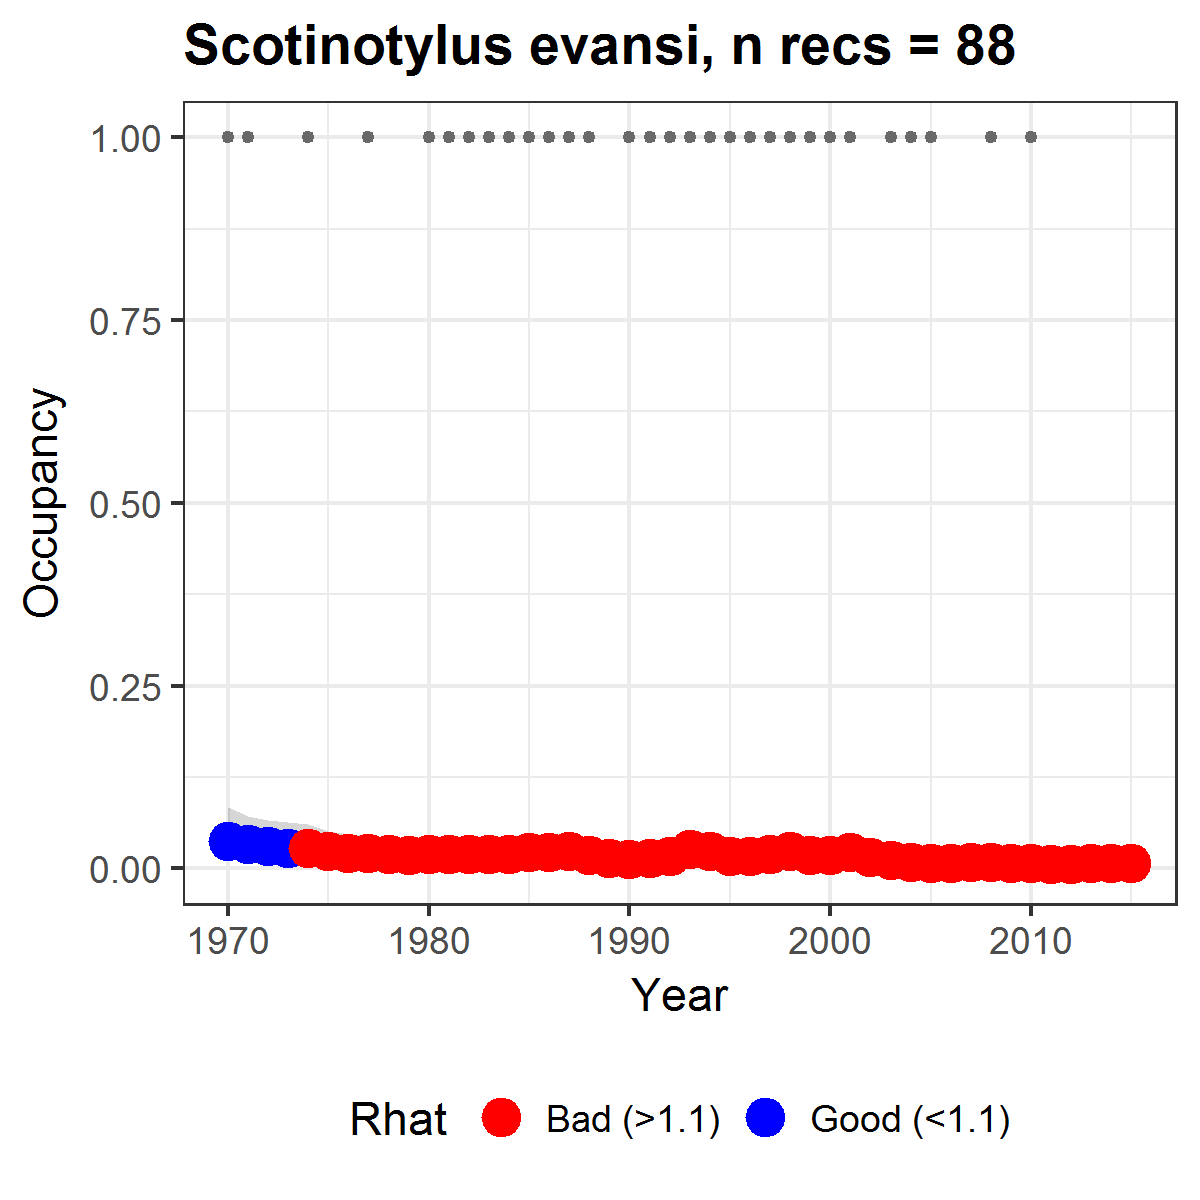 Scotinotylus evansi, n recs = 88
1.00
0.75
0.50
0.25
0.00
Occupancy
1970 1980 1990 2000 2010
Year
Rhat Bad (>1.1) Good (<1.1)